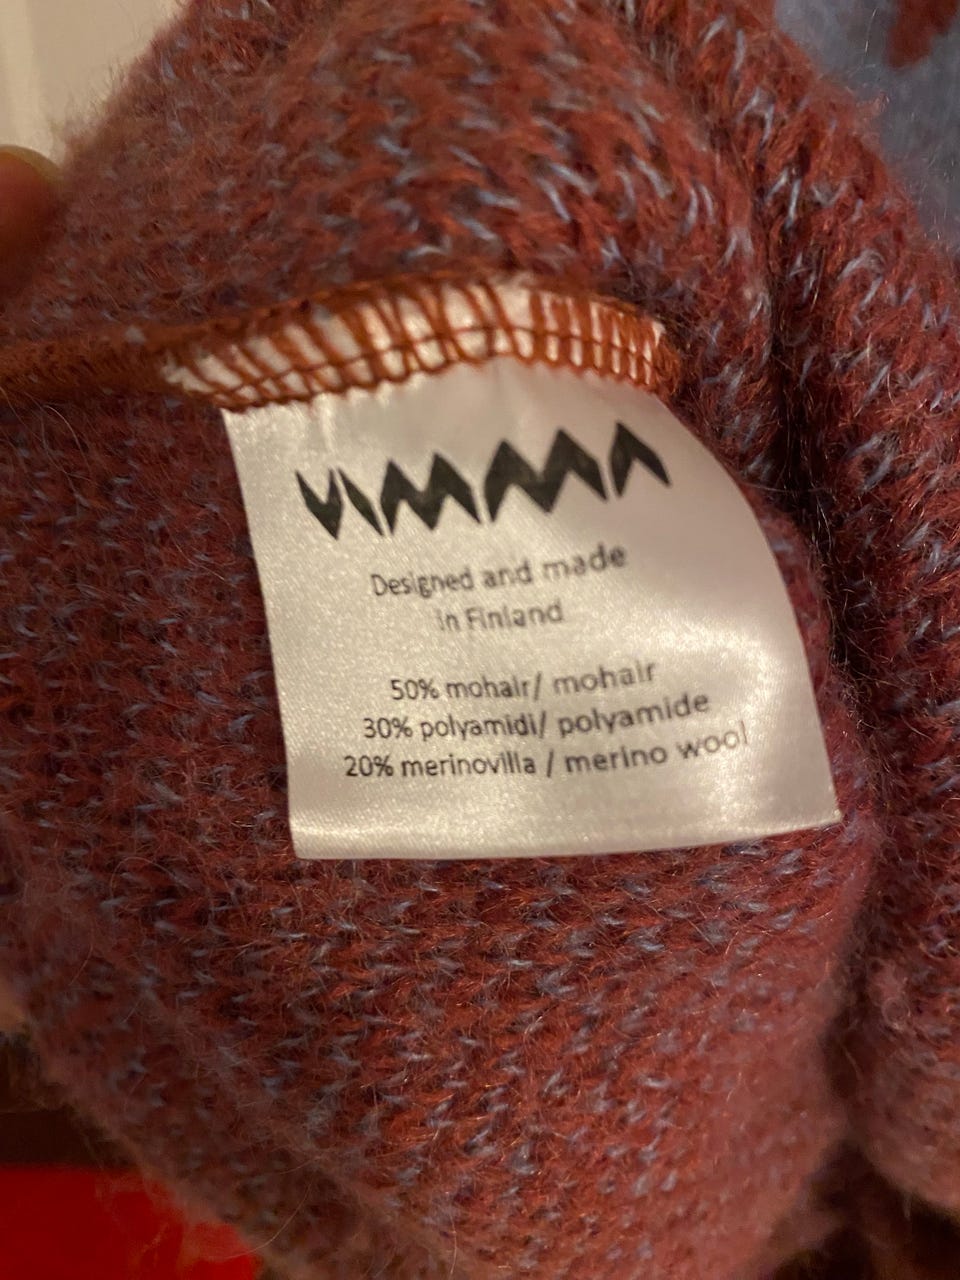 VIMMA
Designed and made
in Finland
50% mohair/ mohair
30% polyamidi/ polyamide
20% merinovilla / merino wool